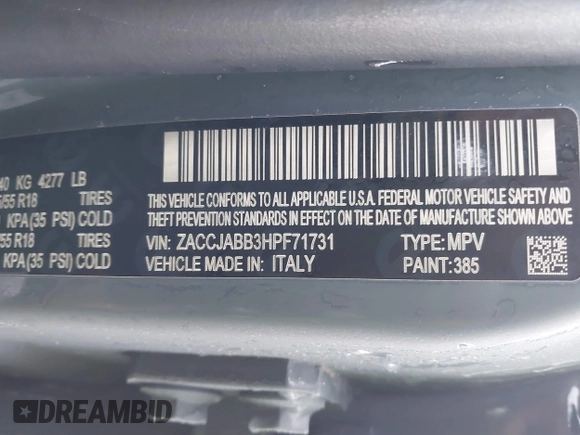 40 KG 4277 LB
/55 R18 TIRES
KPA(35 PSI) COLD
/55 R18 TIRES
KPA(35 PSI) COLD
THIS VEHICLE CONFORMS TO ALL APPLICABLE U.S.A. FEDERAL MOTOR VEHICLE SAFETY AND
THEFT PREVENTION STANDARDS IN EFFECT ON THE DATE OF MANUFACTURE SHOWN ABOVE.
VIN: ZACCJABB3HPF71731 TYPE: MPV
VEHICLE MADE IN: ITALY PAINT: 385
DREAMBID